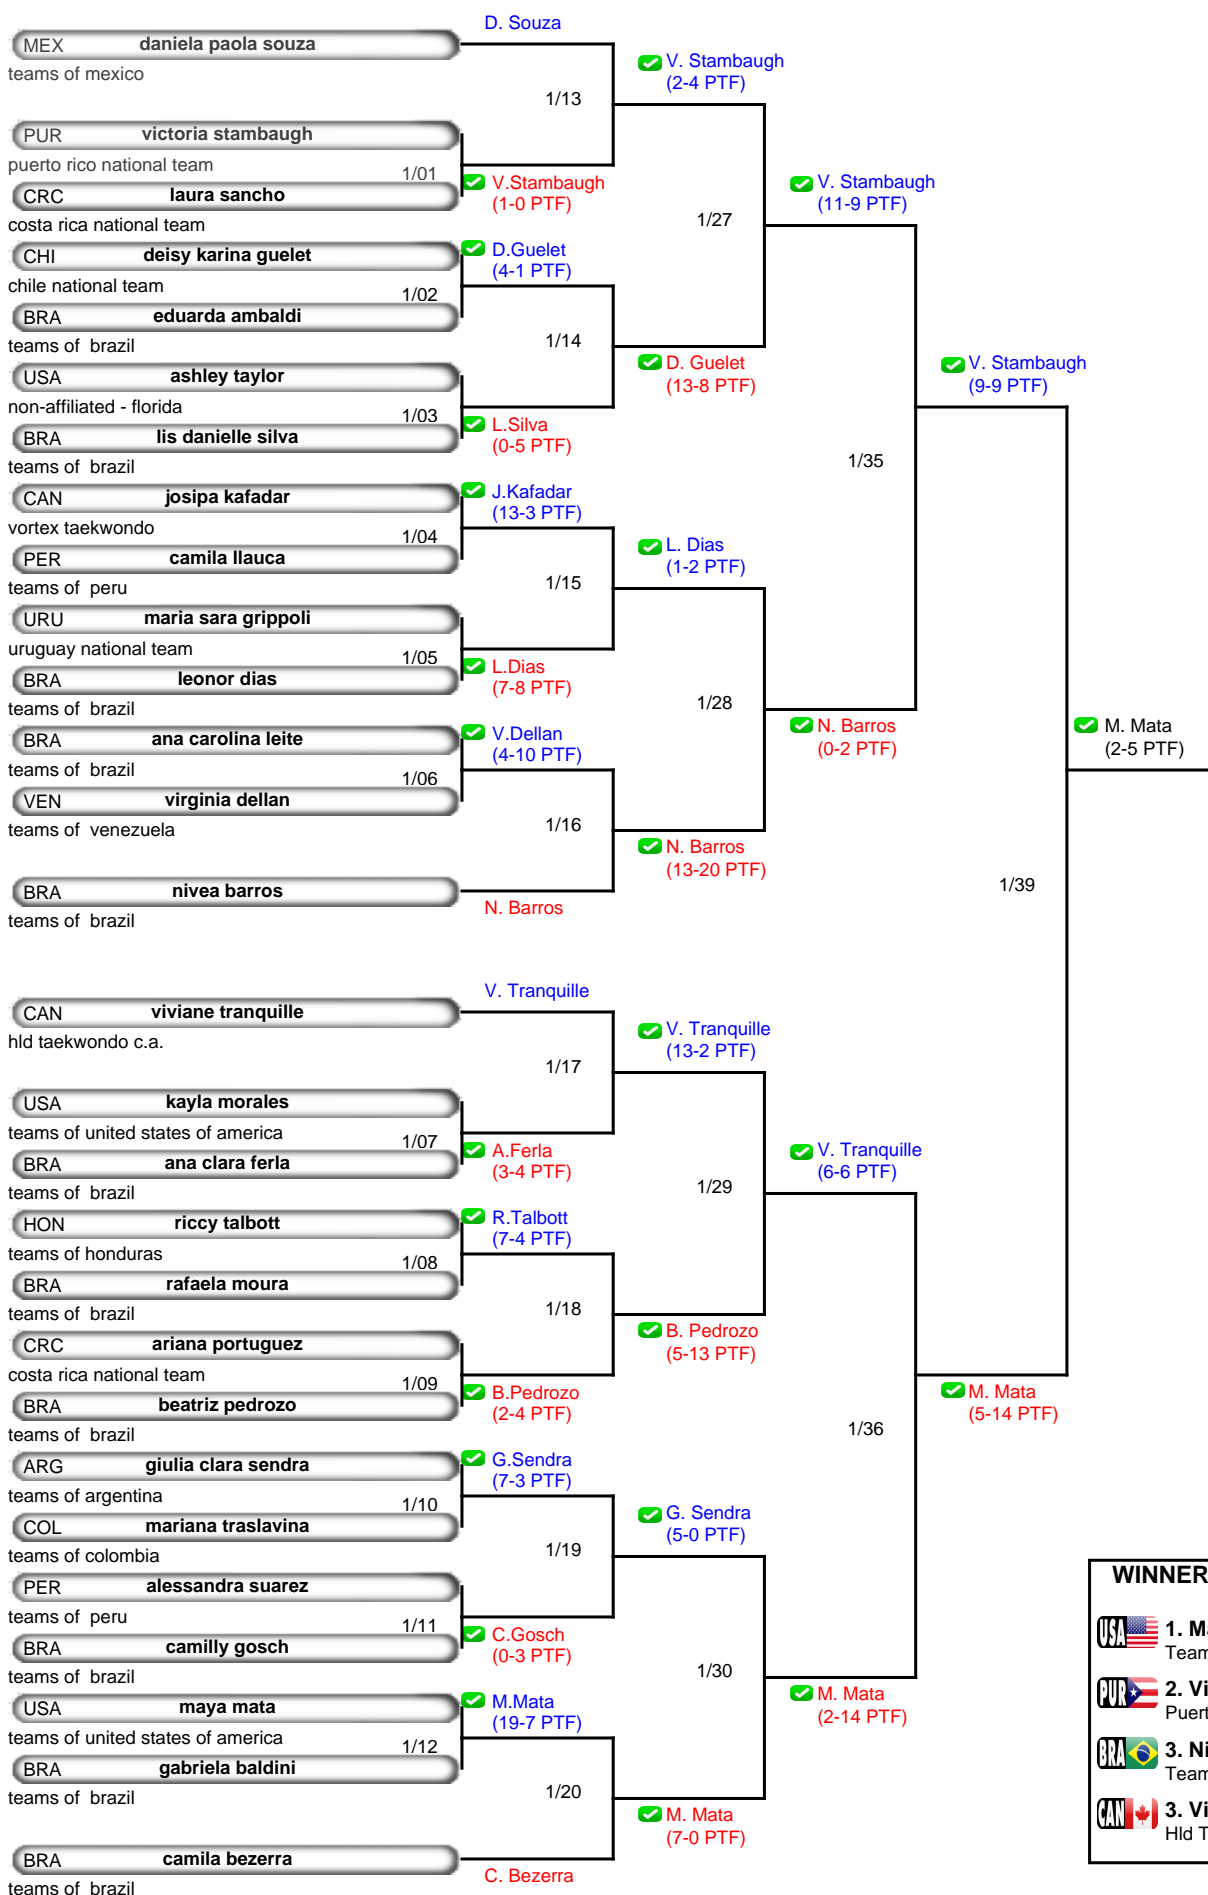 D. Souza
MEX daniela paola souza
teams of mexico
V. Stambaugh
(2-4 PTF)
1/13
PUR victoria stambaugh
puerto rico national team
1/01
V.Stambaugh
(1-0 PTF)
CRC laura sancho
costa rica national team
V. Stambaugh
(11-9 PTF)
1/27
CHI deisy karina guelet
chile national team
D.Guelet
(4-1 PTF)
1/02
BRA eduarda ambaldi
teams of brazil
1/14
D. Guelet
(13-8 PTF)
V. Stambaugh
(9-9 PTF)
USA ashley taylor
non-affiliated - florida
1/03
L.Silva
(0-5 PTF)
BRA lis danielle silva
teams of brazil
1/35
CAN josipa kafadar
vortex taekwondo
J.Kafadar
(13-3 PTF)
1/04
PER camila llauca
teams of peru
L. Dias
(1-2 PTF)
1/15
URU maria sara grippoli
uruguay national team
1/05
L.Dias
(7-8 PTF)
BRA leonor dias
teams of brazil
1/28
BRA ana carolina leite
teams of brazil
V.Dellan
(4-10 PTF)
N. Barros
(0-2 PTF)
M. Mata
(2-5 PTF)
1/06
VEN virginia dellan
teams of venezuela
1/16
N. Barros
(13-20 PTF)
BRA nivea barros
teams of brazil
N. Barros
1/39
V. Tranquille
CAN viviane tranquille
hld taekwondo c.a.
V. Tranquille
(13-2 PTF)
1/17
USA kayla morales
teams of united states of america
1/07
A.Ferla
(3-4 PTF)
BRA ana clara ferla
teams of brazil
V. Tranquille
(6-6 PTF)
1/29
HON riccy talbott
teams of honduras
R.Talbott
(7-4 PTF)
1/08
BRA rafaela moura
teams of brazil
1/18
B. Pedrozo
(5-13 PTF)
CRC ariana portuguez
costa rica national team
1/09
B.Pedrozo
(2-4 PTF)
BRA beatriz pedrozo
teams of brazil
M. Mata
(5-14 PTF)
1/36
ARG giulia clara sendra
teams of argentina
G.Sendra
(7-3 PTF)
1/10
COL mariana traslavina
teams of colombia
G. Sendra
(5-0 PTF)
1/19
PER alessandra suarez
teams of peru
1/11
C.Gosch
(0-3 PTF)
BRA camilly gosch
teams of brazil
1/30
USA maya mata
teams of united states of america
M.Mata
(19-7 PTF)
M. Mata
(2-14 PTF)
1/12
BRA gabriela baldini
teams of brazil
1/20
M. Mata
(7-0 PTF)
BRA camila bezerra
teams of brazil
C. Bezerra
WINNER
USA 1. Ma
Team
PUR 2. Vi
Puert
BRA 3. Ni
Team
CAN 3. Vi
Hld T